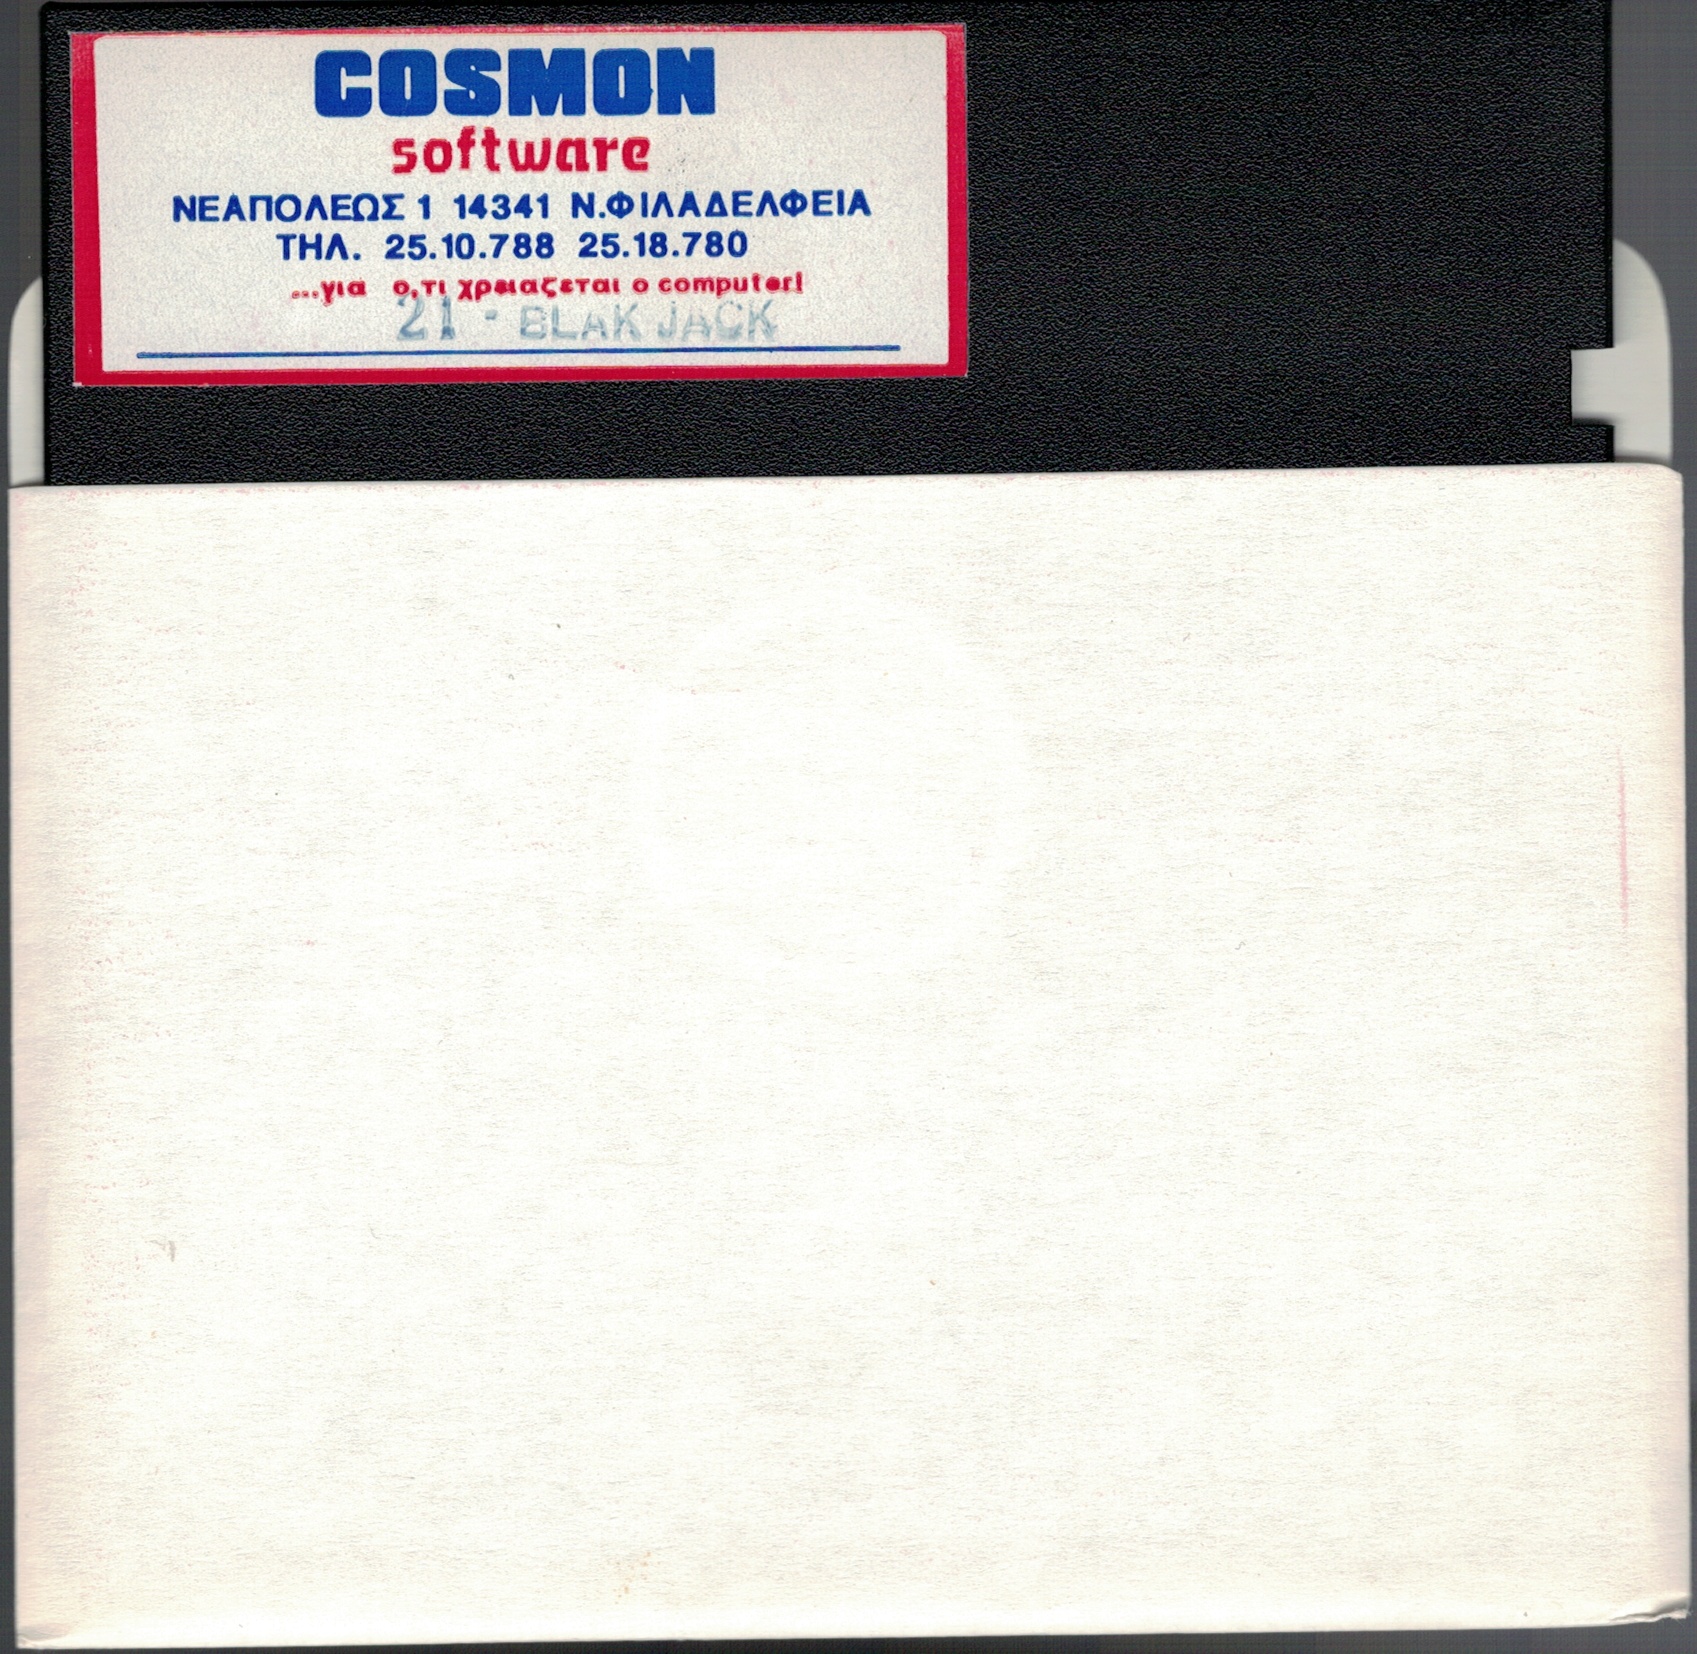 COSMON
software
ΝΕΑΠΟΛΕΩΣ 1 14341 Ν.ΦΙΛΑΔΕΛΦΕΙΑ
ΤΗΛ. 25.10.788 25.18.780
...για ο,τι χρειαζεται ο computer!
21 - BLAK JACK